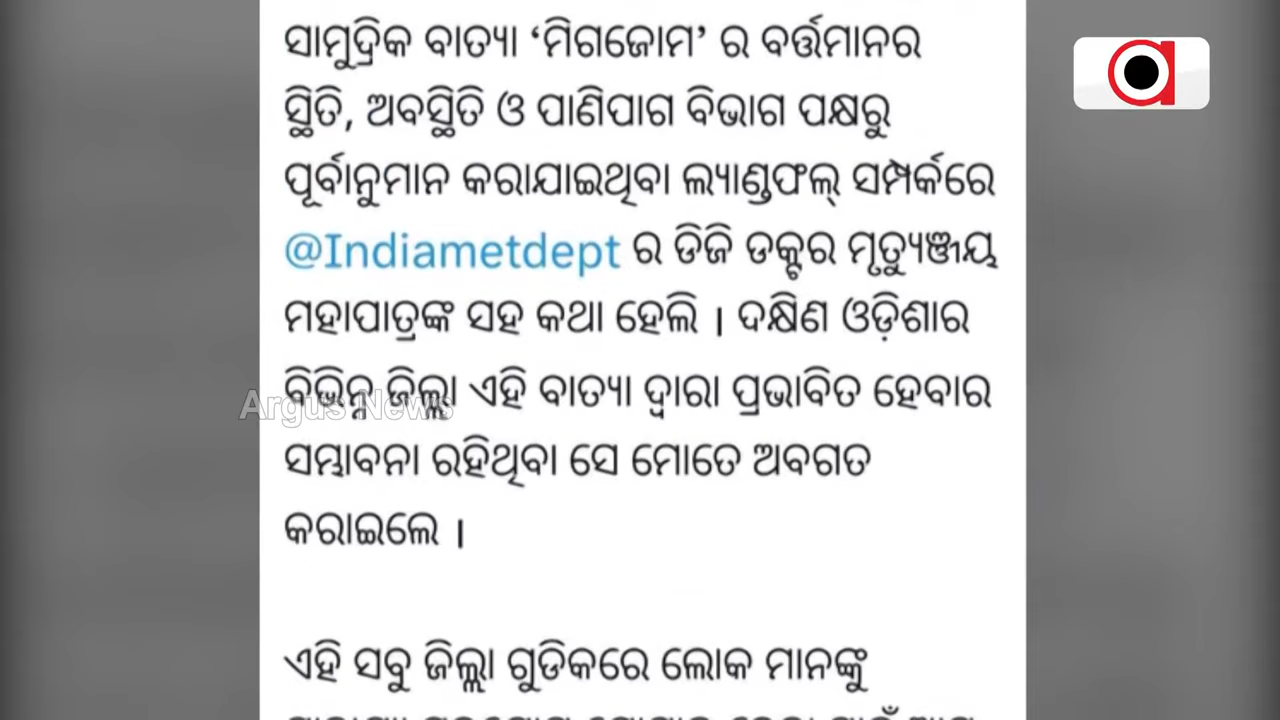 ସାମୁଦ୍ରିକ ବାତ୍ୟା ‘ମିଗଜୋମ’ ର ବର୍ତ୍ତମାନର
ସ୍ଥିତି, ଅବସ୍ଥିତି ଓ ପାଣିପାଗ ବିଭାଗ ପକ୍ଷରୁ
ପୂର୍ବାନୁମାନ କରାଯାଇଥିବା ଲ୍ୟାଣ୍ଡଫଲ୍ ସମ୍ପର୍କରେ
@Indiametdept ର ଡିଜି ଡକ୍ଟର ମୃତ୍ୟୁଞ୍ଜୟ
ମହାପାତ୍ରଙ୍କ ସହ କଥା ହେଲି । ଦକ୍ଷିଣ ଓଡ଼ିଶାର
ବିଭିନ୍ନ ଜିଲ୍ଲା ଏହି ବାତ୍ୟା ଦ୍ୱାରା ପ୍ରଭାବିତ ହେବାର
Argus News
ସମ୍ଭାବନା ରହିଥିବା ସେ ମୋତେ ଅବଗତ
କରାଇଲେ ।
ଏହି ସବୁ ଜିଲ୍ଲା ଗୁଡିକରେ ଲୋକ ମାନଙ୍କୁ